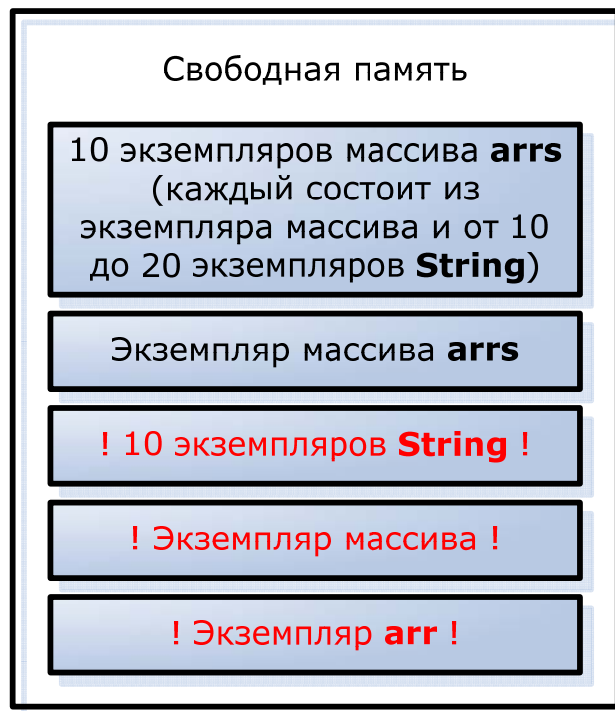 Свободная память
10 экземпляров массива arrs
(каждый состоит из
экземпляра массива и от 10
до 20 экземпляров String)
Экземпляр массива arrs
! 10 экземпляров String !
! Экземпляр массива !
! Экземпляр arr !